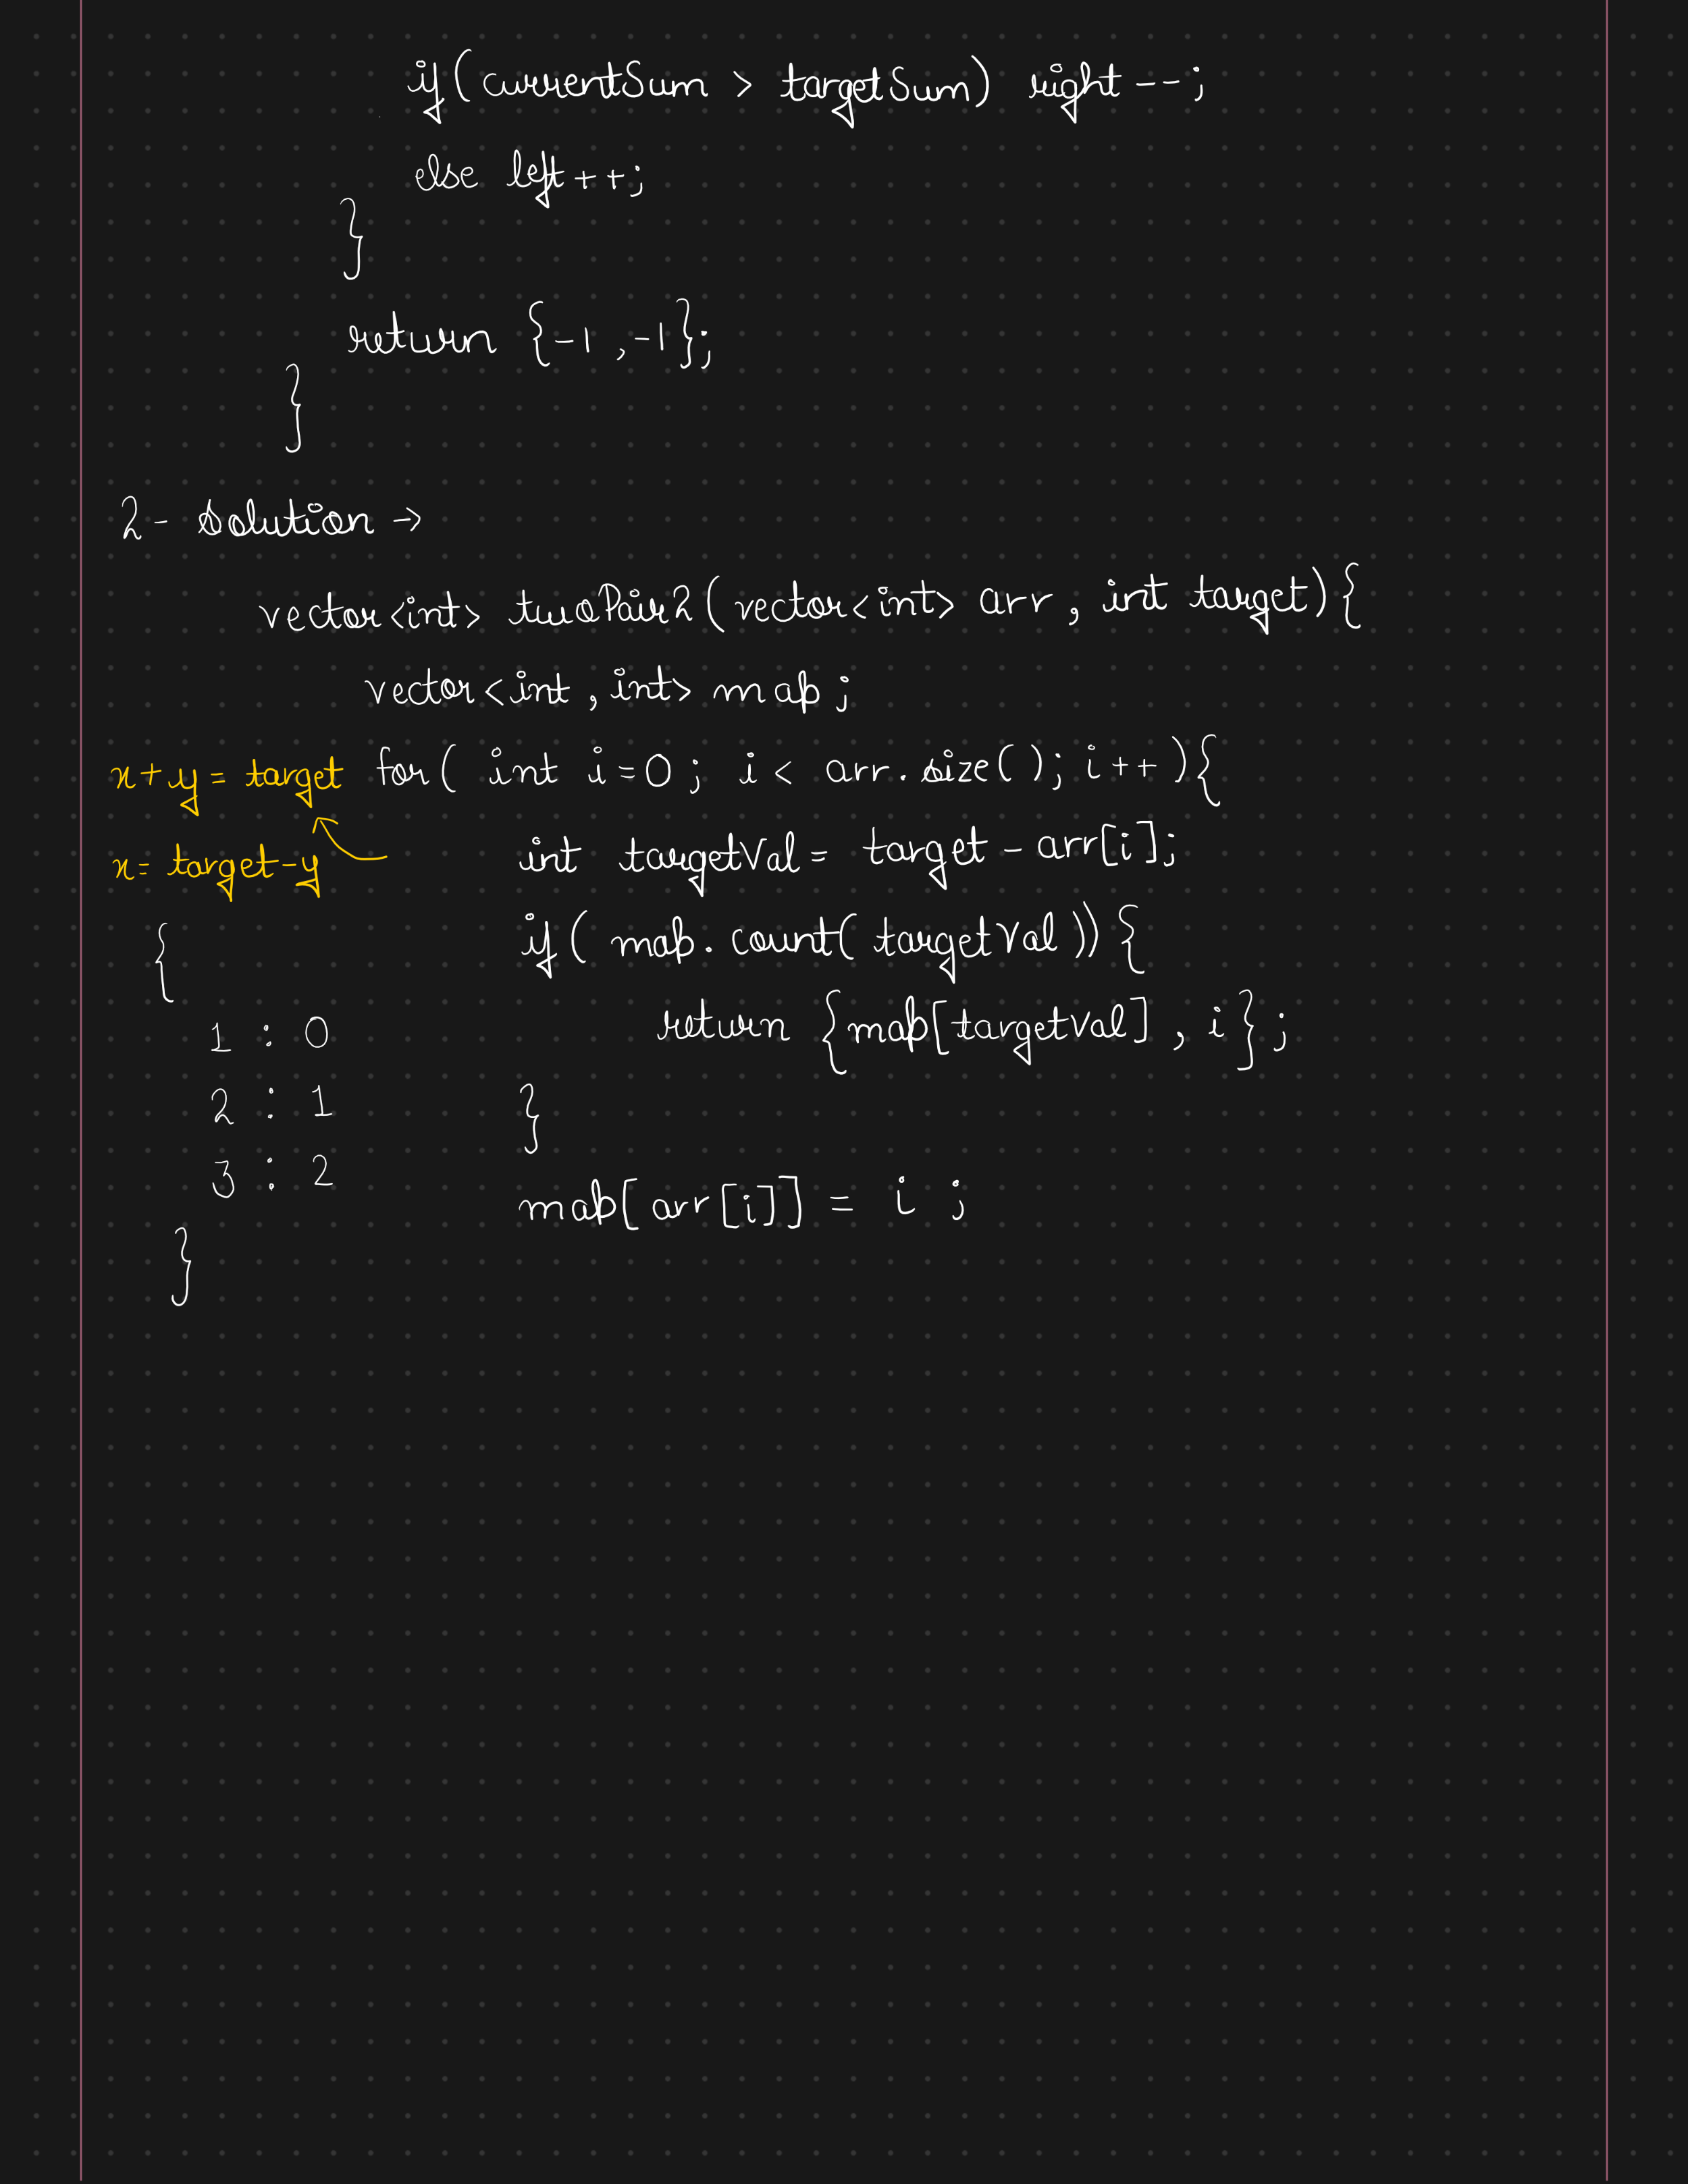 if(currentSum > targetSum) right--;
else left++;
}
return {-1,-1};
}
2- Solution →
vector<int> twoPair2(vector<int> arr, int target){
vector<int, int> map;
x+y = target
for( int i=0; i < arr.size(); i++){
x= target-y
int targetVal = target - arr[i];
if( map.count(targetVal)){
return {map[targetVal], i};
}
map[arr[i]] = i ;
{
1 : 0
2 : 1
3 : 2
}